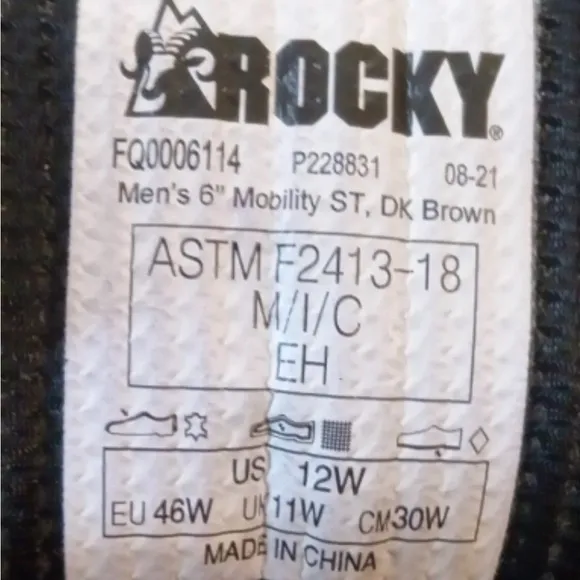 ROCKY®
FQ0006114 P228831 08-21
Men's 6" Mobility ST, DK Brown
ASTM F2413-18
M/I/C
EH
US 12W
EU 46W UK 11W CM 30W
MADE IN CHINA